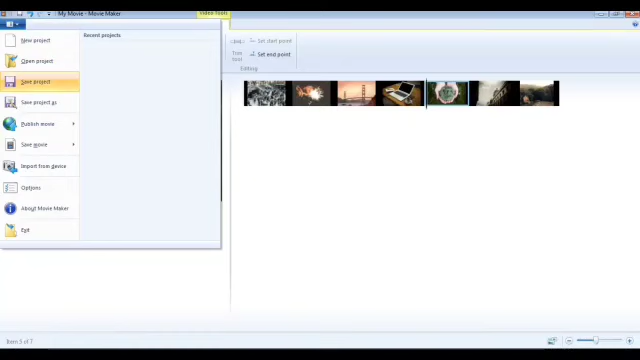 My Movie - Movie Maker
Video Tools
New project
Recent projects
Open project
Save project
Save project as
Publish movie
Save movie
Import from device
Options
About Movie Maker
Exit
Set start point
Trim tool
Set end point
Editing
Item 5 of 7